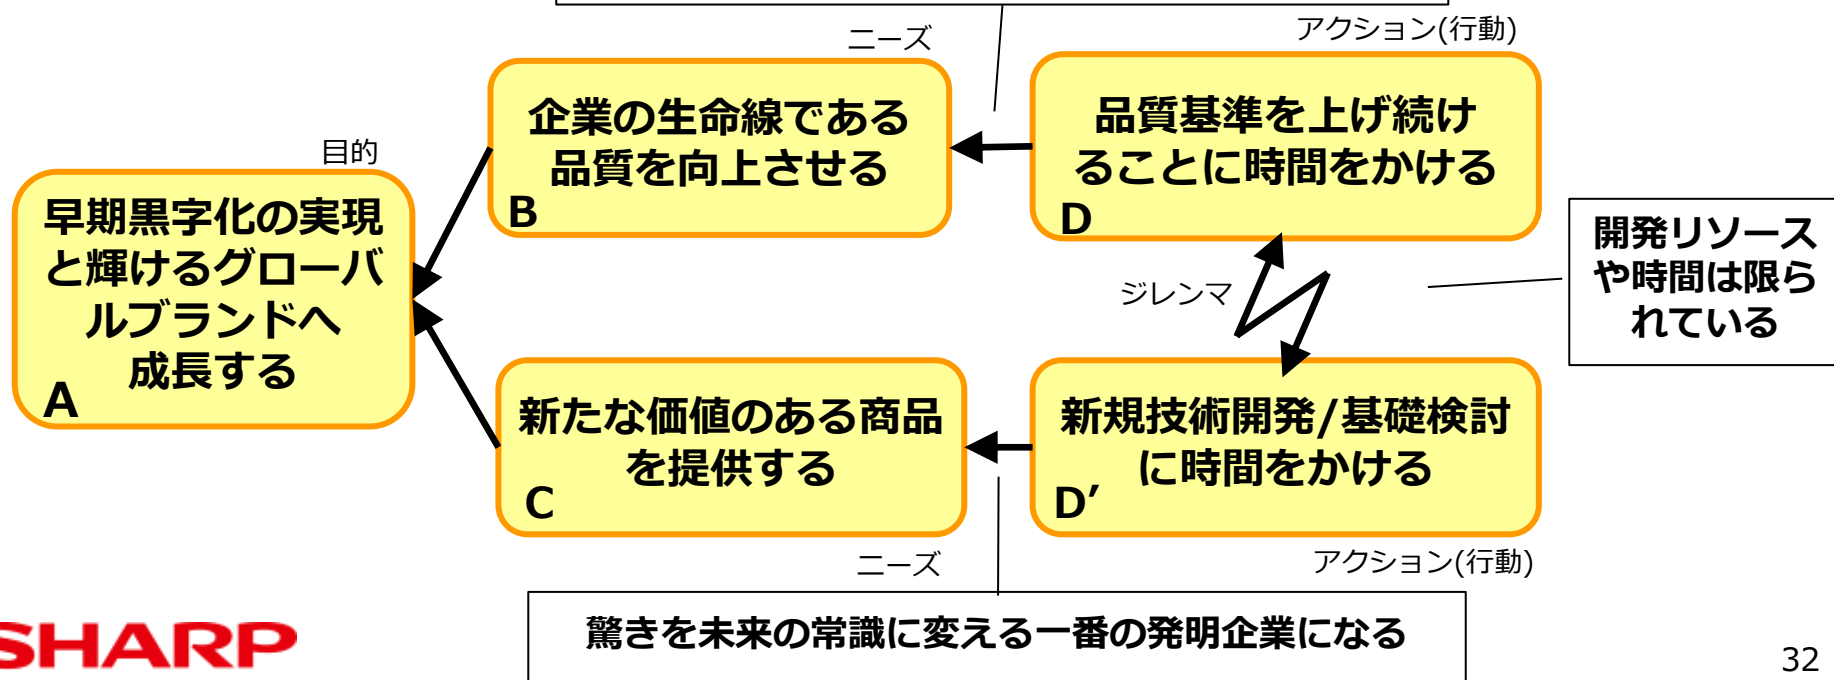 ニーズ
アクション(行動)
企業の生命線である
品質を向上させる
B
品質基準を上げ続け
ることに時間をかける
D
目的
早期黒字化の実現
と輝けるグローバ
ルブランドへ
成長する
A
ジレンマ
開発リソース
や時間は限ら
れている
新たな価値のある商品
を提供する
C
新規技術開発/基礎検討
に時間をかける
D’
ニーズ
アクション(行動)
驚きを未来の常識に変える一番の発明企業になる
SHARP
32